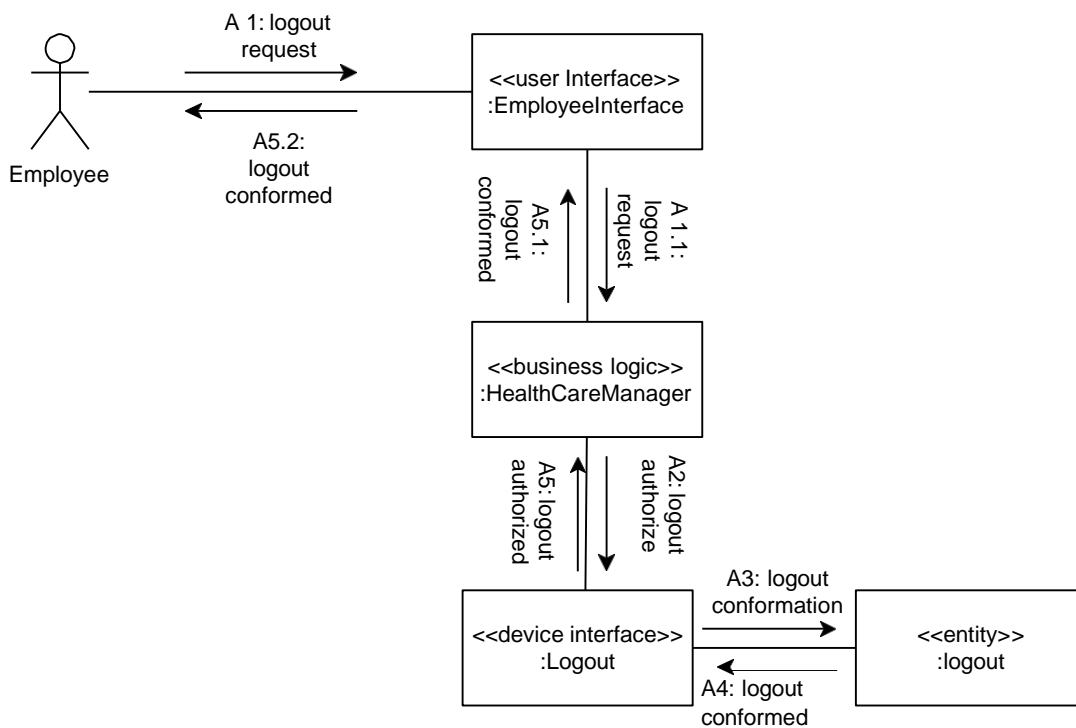 A 1: logout
request
<<user Interface>>
:EmployeeInterface
A5.2:
logout
conformed
Employee
A5.1:
logout
conformed
A 1.1:
logout
request
<<business logic>>
:HealthCareManager
A5: logout
authorized
A2: logout
authorize
A3: logout
conformation
<<device interface>>
:Logout
<<entity>>
:logout
A4: logout
conformed